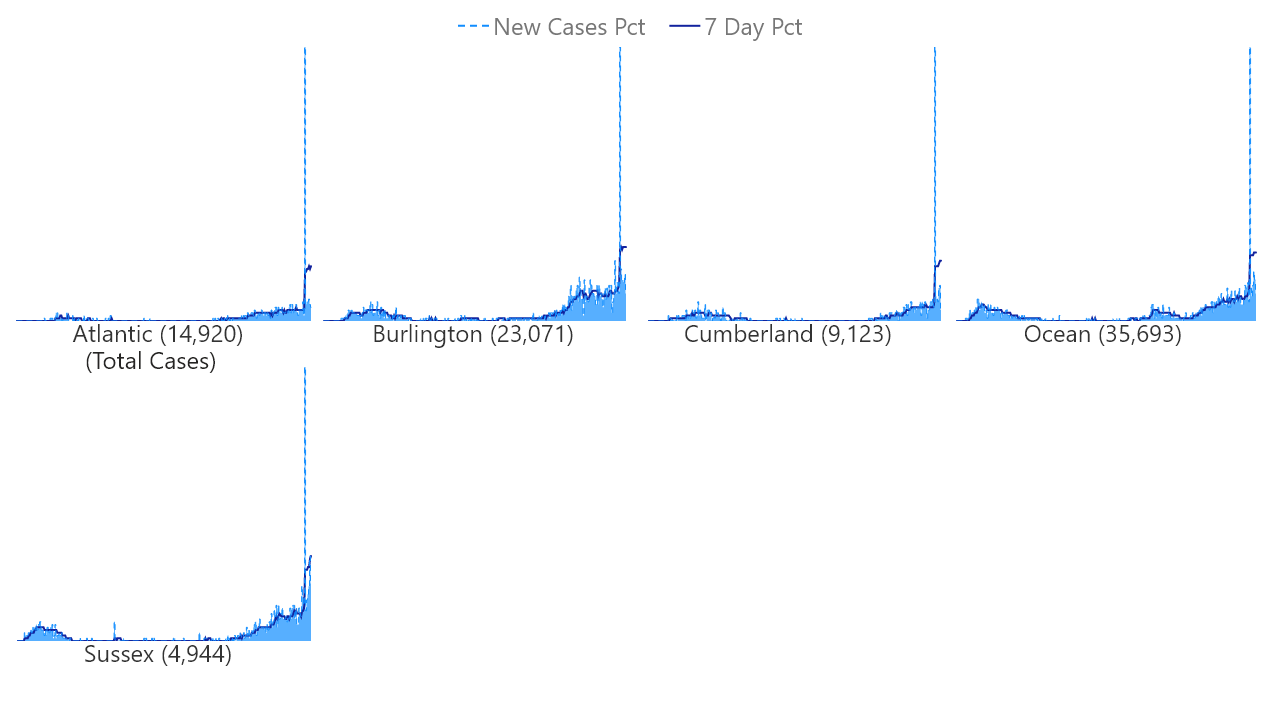 New Cases Pct 7 Day Pct
Atlantic (14,920) Burlington (23,071) Cumberland (9,123) Ocean (35,693)
(Total Cases)
Sussex (4,944)